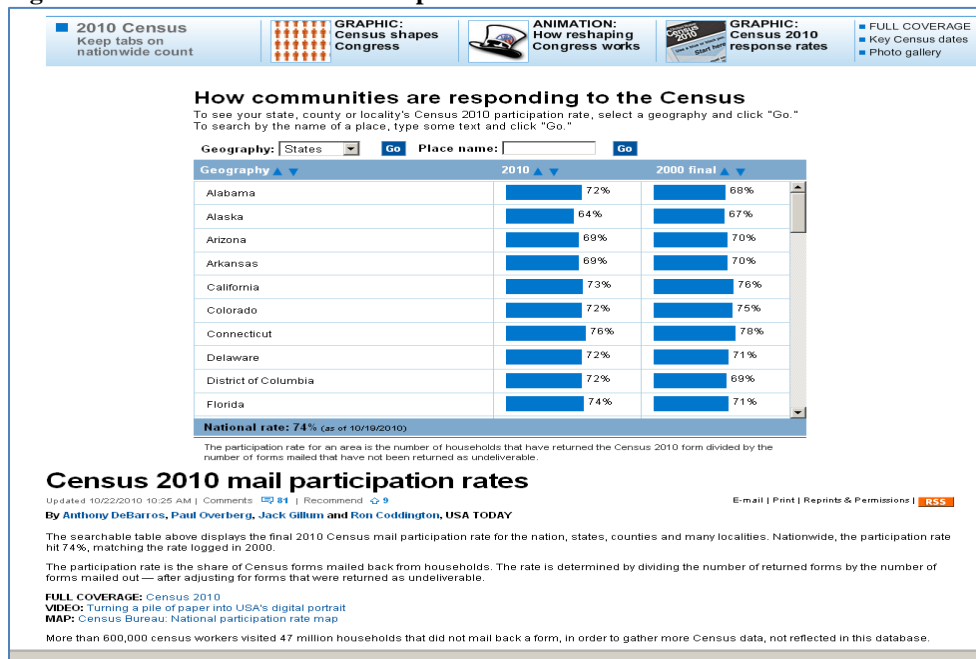 2010 Census
Keep tabs on
nationwide count
GRAPHIC:
Census shapes
Congress
ANIMATION:
How reshaping
Congress works
GRAPHIC:
Census 2010
response rates
FULL COVERAGE
Key Census dates
Photo gallery
How communities are responding to the Census
To see your state, county or locality's Census 2010 participation rate, select a geography and click "Go."
To search by the name of a place, type some text and click "Go."
Geography: States Go Place name: Go
Geography 2010 2000 final
Alabama 72% 68%
Alaska 64% 67%
Arizona 69% 70%
Arkansas 69% 70%
California 73% 76%
Colorado 72% 75%
Connecticut 76% 78%
Delaware 72% 71%
District of Columbia 72% 69%
Florida 74% 71%
National rate: 74% (as of 10/19/2010)
The participation rate for an area is the number of households that have returned the Census 2010 form divided by the
number of forms mailed that have not been returned as undeliverable.
Census 2010 mail participation rates
Updated 10/22/2010 10:25 AM | Comments 81 | Recommend 9
E-mail | Print | Reprints & Permissions | RSS
By Anthony DeBarros, Paul Overberg, Jack Gillum and Ron Coddington, USA TODAY
The searchable table above displays the final 2010 Census mail participation rate for the nation, states, counties and many localities. Nationwide, the participation rate
hit 74%, matching the rate logged in 2000.
The participation rate is the share of Census forms mailed back from households. The rate is determined by dividing the number of returned forms by the number of
forms mailed out — after adjusting for forms that were returned as undeliverable.
FULL COVERAGE: Census 2010
VIDEO: Turning a pile of paper into USA's digital portrait
MAP: Census Bureau: National participation rate map
More than 600,000 census workers visited 47 million households that did not mail back a form, in order to gather more Census data, not reflected in this database.